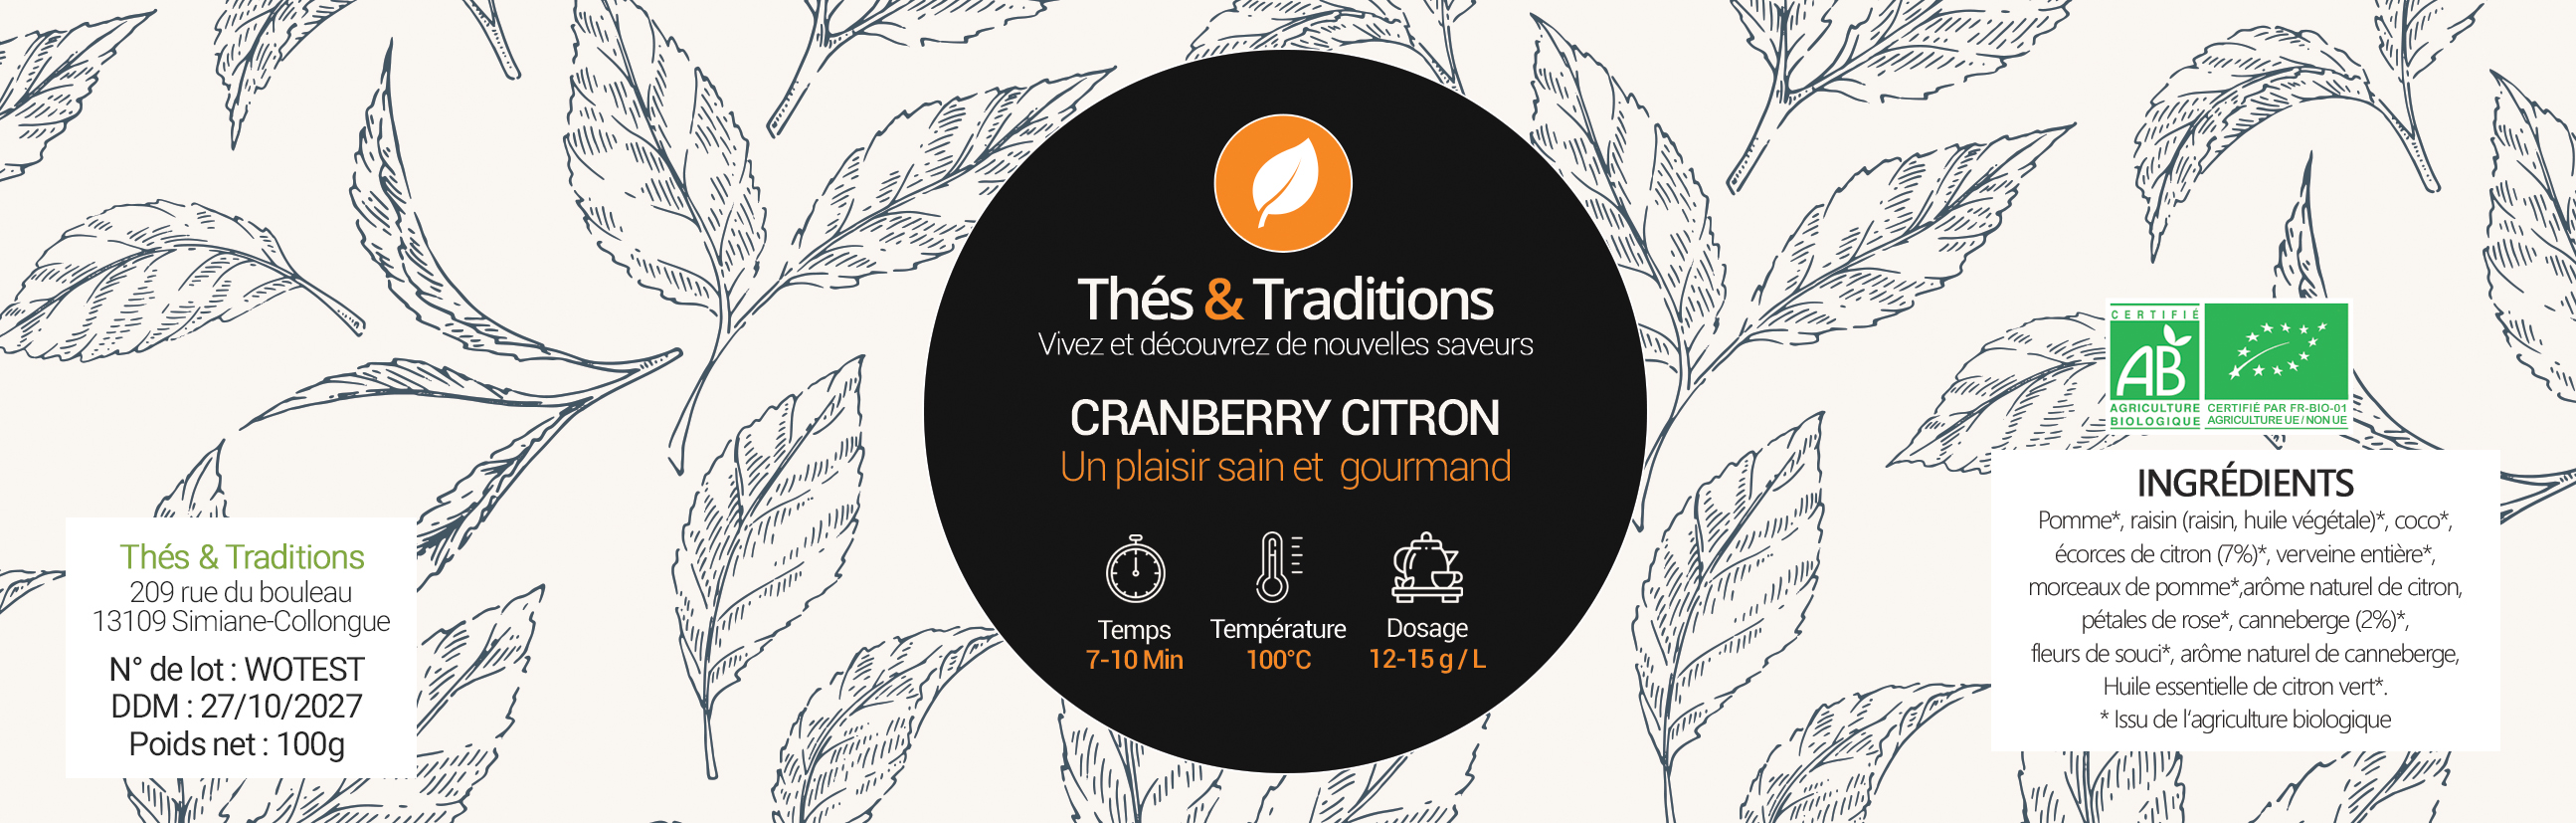 Thés & Traditions
Vivez et découvrez de nouvelles saveurs
CRANBERRY CITRON
Un plaisir sain et gourmand
Temps
7-10 Min
Température
100°C
Dosage
12-15 g / L
Thés & Traditions
209 rue du bouleau
13109 Simiane-Collongue
N° de lot : WOTEST
DDM : 27/10/2027
Poids net : 100g
CERTIFIÉ
AB
AGRICULTURE
BIOLOGIQUE
CERTIFIÉ PAR FR-BIO-01
AGRICULTURE UE / NON UE
INGRÉDIENTS
Pomme*, raisin (raisin, huile végétale)*, coco*,
écorces de citron (7%)*, verveine entière*,
morceaux de pomme*,arôme naturel de citron,
pétales de rose*, canneberge (2%)*,
fleurs de souci*, arôme naturel de canneberge,
Huile essentielle de citron vert*.
* Issu de l'agriculture biologique